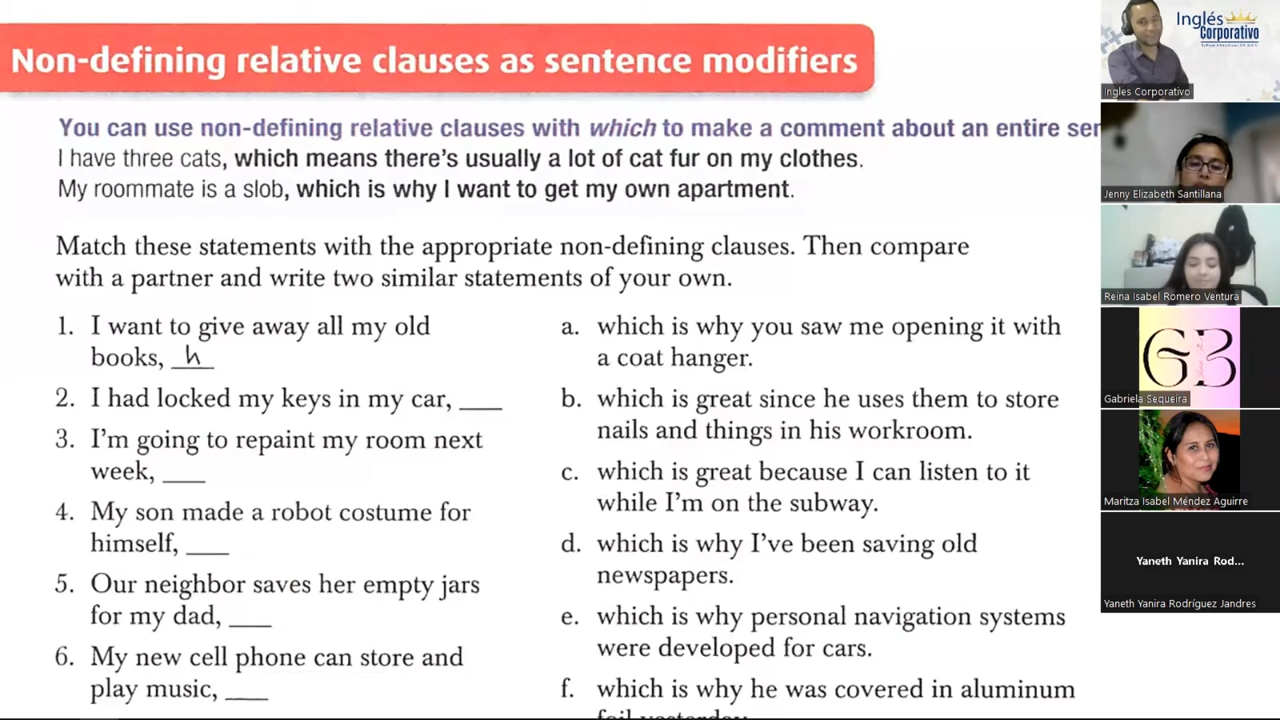 Non-defining relative clauses as sentence modifiers
You can use non-defining relative clauses with which to make a comment about an entire ser
I have three cats, which means there's usually a lot of cat fur on my clothes.
My roommate is a slob, which is why I want to get my own apartment.
Match these statements with the appropriate non-defining clauses. Then compare
with a partner and write two similar statements of your own.
1. I want to give away all my old
books, h
2. I had locked my keys in my car, ___
3. I'm going to repaint my room next
week, ___
4. My son made a robot costume for
himself, ___
5. Our neighbor saves her empty jars
for my dad, ___
6. My new cell phone can store and
play music, ___
a. which is why you saw me opening it with
a coat hanger.
b. which is great since he uses them to store
nails and things in his workroom.
c. which is great because I can listen to it
while I'm on the subway.
d. which is why I've been saving old
newspapers.
e. which is why personal navigation systems
were developed for cars.
f. which is why he was covered in aluminum
foil yesterday.
Inglés
Corporativo
Ingles Corporativo
Jenny Elizabeth Santillana
Reina Isabel Romero Ventura
GB
Gabriela Sequeira
Maritza Isabel Méndez Aguirre
Yaneth Yanira Rod...
Yaneth Yanira Rodríguez Jandres